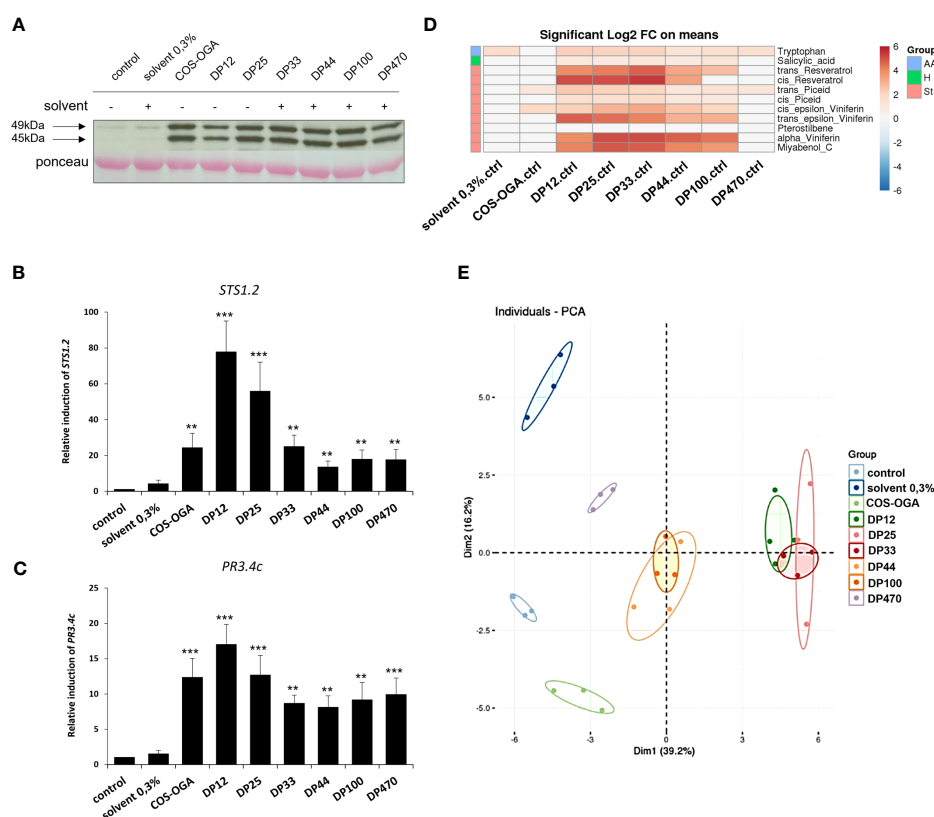 A
control
solvent 0,3%
COS-OGA
DP12
DP25
DP33
DP44
DP100
DP470
solvent
- + - - - + + + +
49kDa
45kDa
ponceau
B
STS1.2
Relative induction of STS1.2
100
80
60
40
20
0
** *** *** ** ** ** **
control
solvent 0,3%
COS-OGA
DP12
DP25
DP33
DP44
DP100
DP470
C
PR3.4c
Relative induction of PR3.4c
25
20
15
10
5
0
*** *** *** ** ** ** ***
control
solvent 0,3%
COS-OGA
DP12
DP25
DP33
DP44
DP100
DP470
D
Significant Log2 FC on means
Tryptophan
Salicylic_acid
trans_Resveratrol
cis_Resveratrol
trans_Piceid
cis_Piceid
cis_epsilon_Viniferin
trans_epsilon_Viniferin
Pterostilbene
alpha_Viniferin
Miyabenol_C
solvent 0,3%.ctrl
COS-OGA.ctrl
DP12.ctrl
DP25.ctrl
DP33.ctrl
DP44.ctrl
DP100.ctrl
DP470.ctrl
6
4
2
0
-2
-4
-6
Group
AA
H
St
E
Individuals - PCA
Dim2 (16.2%)
5.0
2.5
0.0
-2.5
-5.0
-6
-3
0
3
6
Dim1 (39.2%)
Group
control
solvent 0,3%
COS-OGA
DP12
DP25
DP33
DP44
DP100
DP470